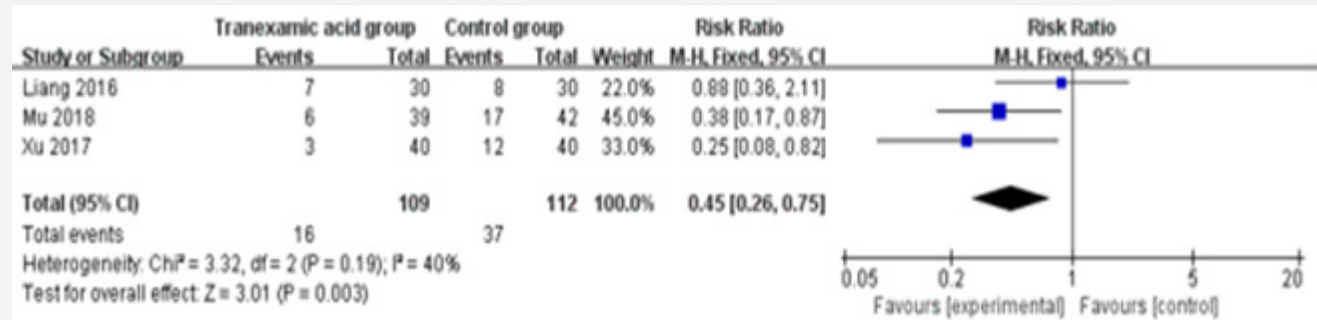 Tranexamic acid group Control group Risk Ratio Risk Ratio
Study or Subgroup Events Total Events Total Weight M-H, Fixed, 95% CI M-H, Fixed, 95% CI
Liang 2016 7 30 8 30 22.0% 0.88 [0.36, 2.11]
Mu 2018 6 39 17 42 45.0% 0.38 [0.17, 0.87]
Xu 2017 3 40 12 40 33.0% 0.25 [0.08, 0.82]
Total (95% CI) 109 112 100.0% 0.45 [0.26, 0.75]
Total events 16 37
Heterogeneity: Chi² = 3.32, df = 2 (P = 0.19); I² = 40%
Test for overall effect: Z = 3.01 (P = 0.003)
0.05 0.2 1 5 20
Favours [experimental] Favours [control]